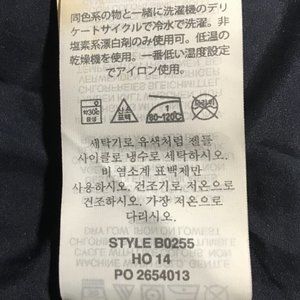 同色系の物と一緒に洗濯機のデリ
ケートサイクルで冷水で洗濯。非
塩素系漂白剤のみ使用可。低温の
乾燥機を使用。一番低い温度設定
でアイロン使用。
세탁기로 유색처럼 젠틀
사이클로 냉수로 세탁하시오.
비 염소계 표백제만
사용하시오. 건조기로 저온으로
건조하시오. 가장 저온으로
다리시오.
STYLE B0255
HO 14
PO 2654013